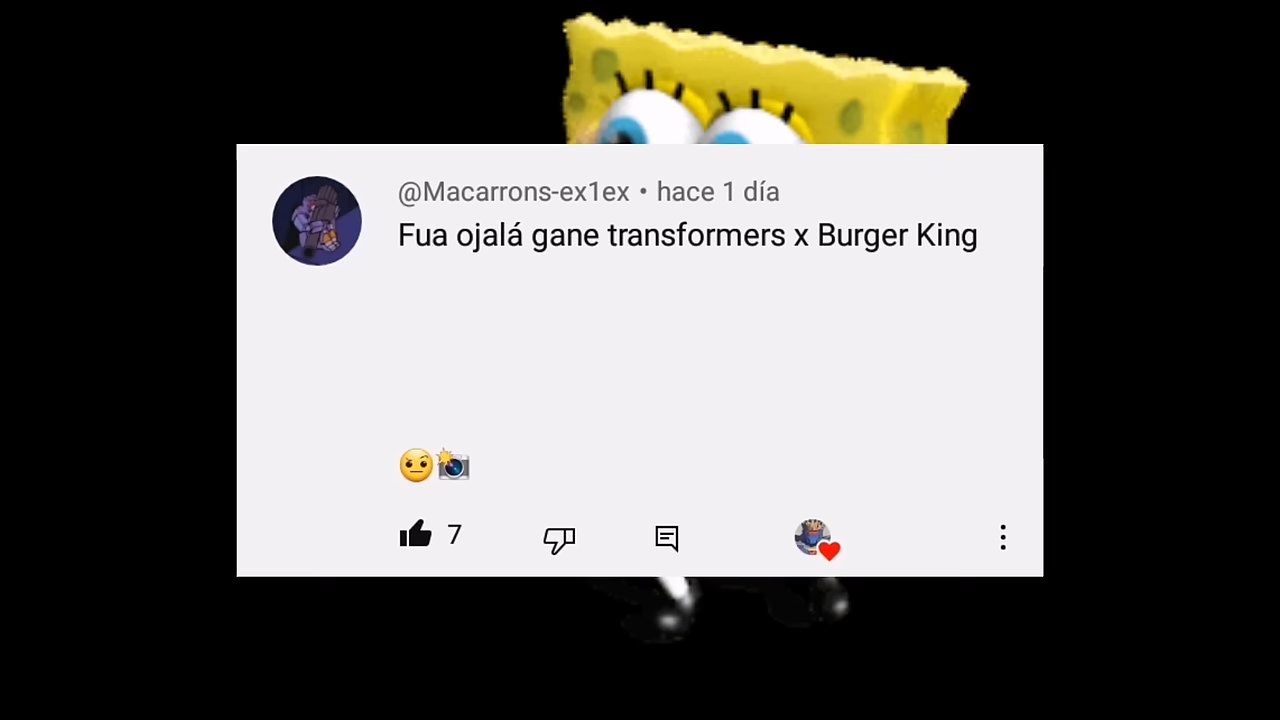 @Macarrons-ex1ex • hace 1 día
Fua ojalá gane transformers x Burger King
🤨📸
7